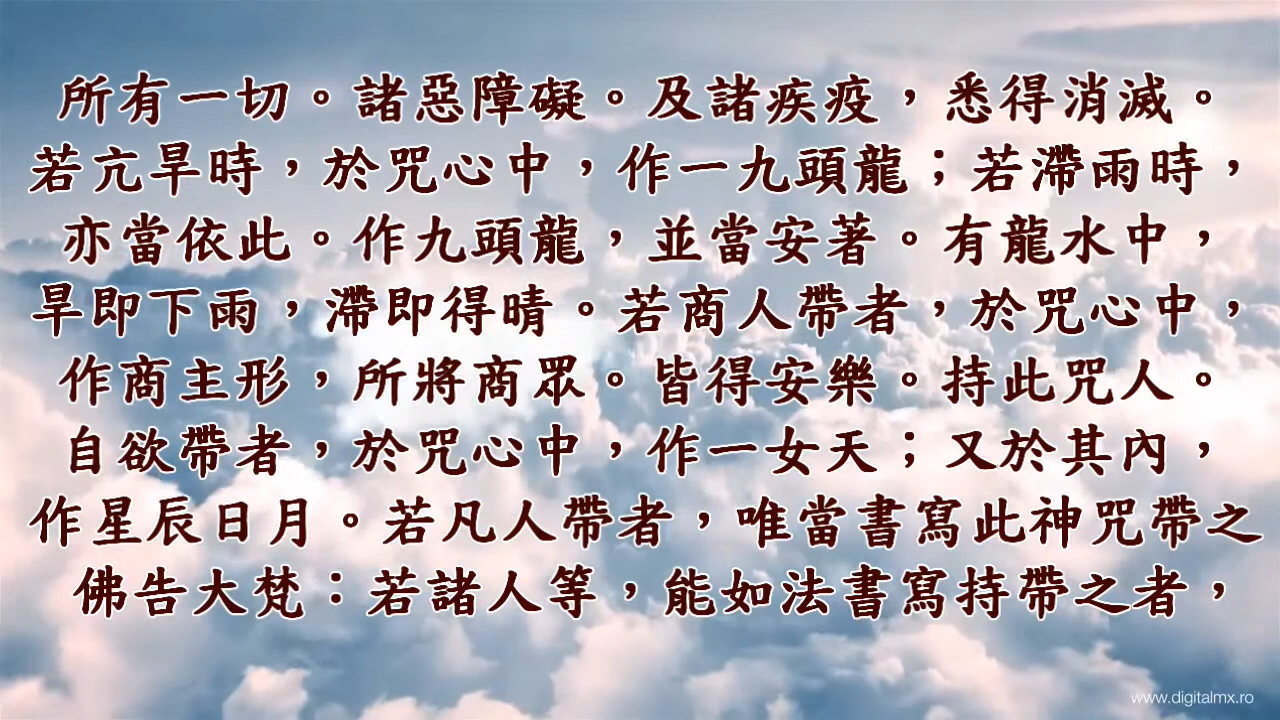 所有一切。諸惡障礙。及諸疾疫，悉得消滅。
若亢旱時，於咒心中，作一九頭龍；若滯雨時，
亦當依此。作九頭龍，並當安著。有龍水中，
旱即下雨，滯即得晴。若商人帶者，於咒心中，
作商主形，所將商眾。皆得安樂。持此咒人。
自欲帶者，於咒心中，作一女天；又於其內，
作星辰日月。若凡人帶者，唯當書寫此神咒帶之
佛告大梵：若諸人等，能如法書寫持帶之者，
www.digitalmx.ro